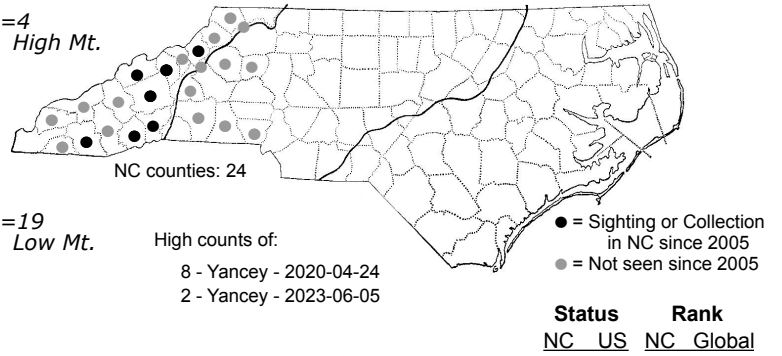 =4
High Mt.
NC counties: 24
=19
Low Mt.
High counts of:
8 - Yancey - 2020-04-24
2 - Yancey - 2023-06-05
● = Sighting or Collection
in NC since 2005
● = Not seen since 2005
Status Rank
NC US NC Global